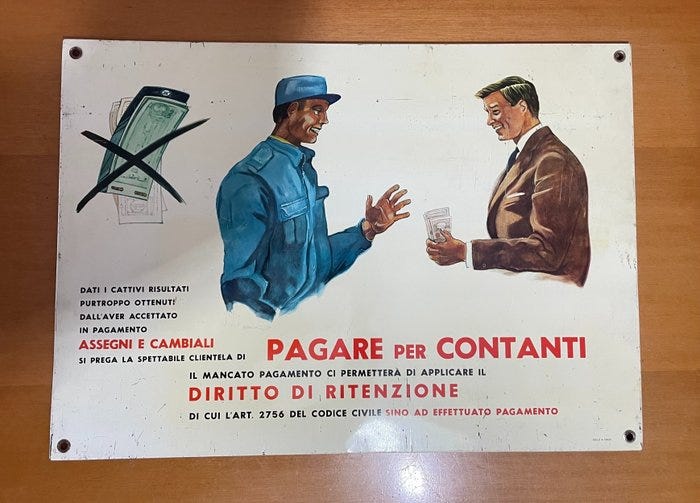 DATI I CATTIVI RISULTATI
PURTROPPO OTTENUTI
DALL'AVER ACCETTATO
IN PAGAMENTO
ASSEGNI E CAMBIALI
SI PREGA LA SPETTABILE CLIENTELA DI PAGARE PER CONTANTI
IL MANCATO PAGAMENTO CI PERMETTERÀ DI APPLICARE IL
DIRITTO DI RITENZIONE
DI CUI L'ART. 2756 DEL CODICE CIVILE SINO AD EFFETTUATO PAGAMENTO